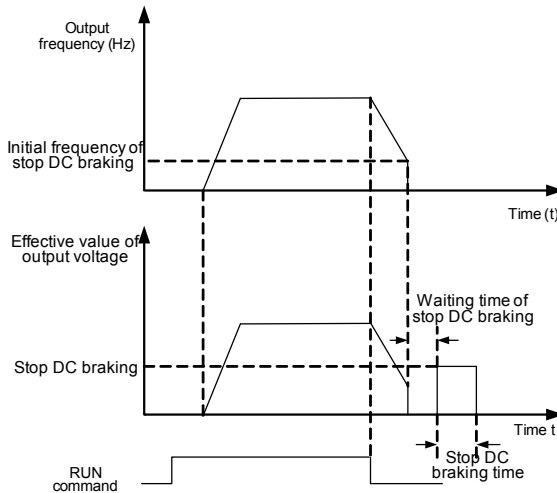 Output
frequency (Hz)
Initial frequency of
stop DC braking
Time (t)
Effective value of
output voltage
Waiting time of
stop DC braking
Stop DC braking
Time t
Stop DC
braking time
RUN
command